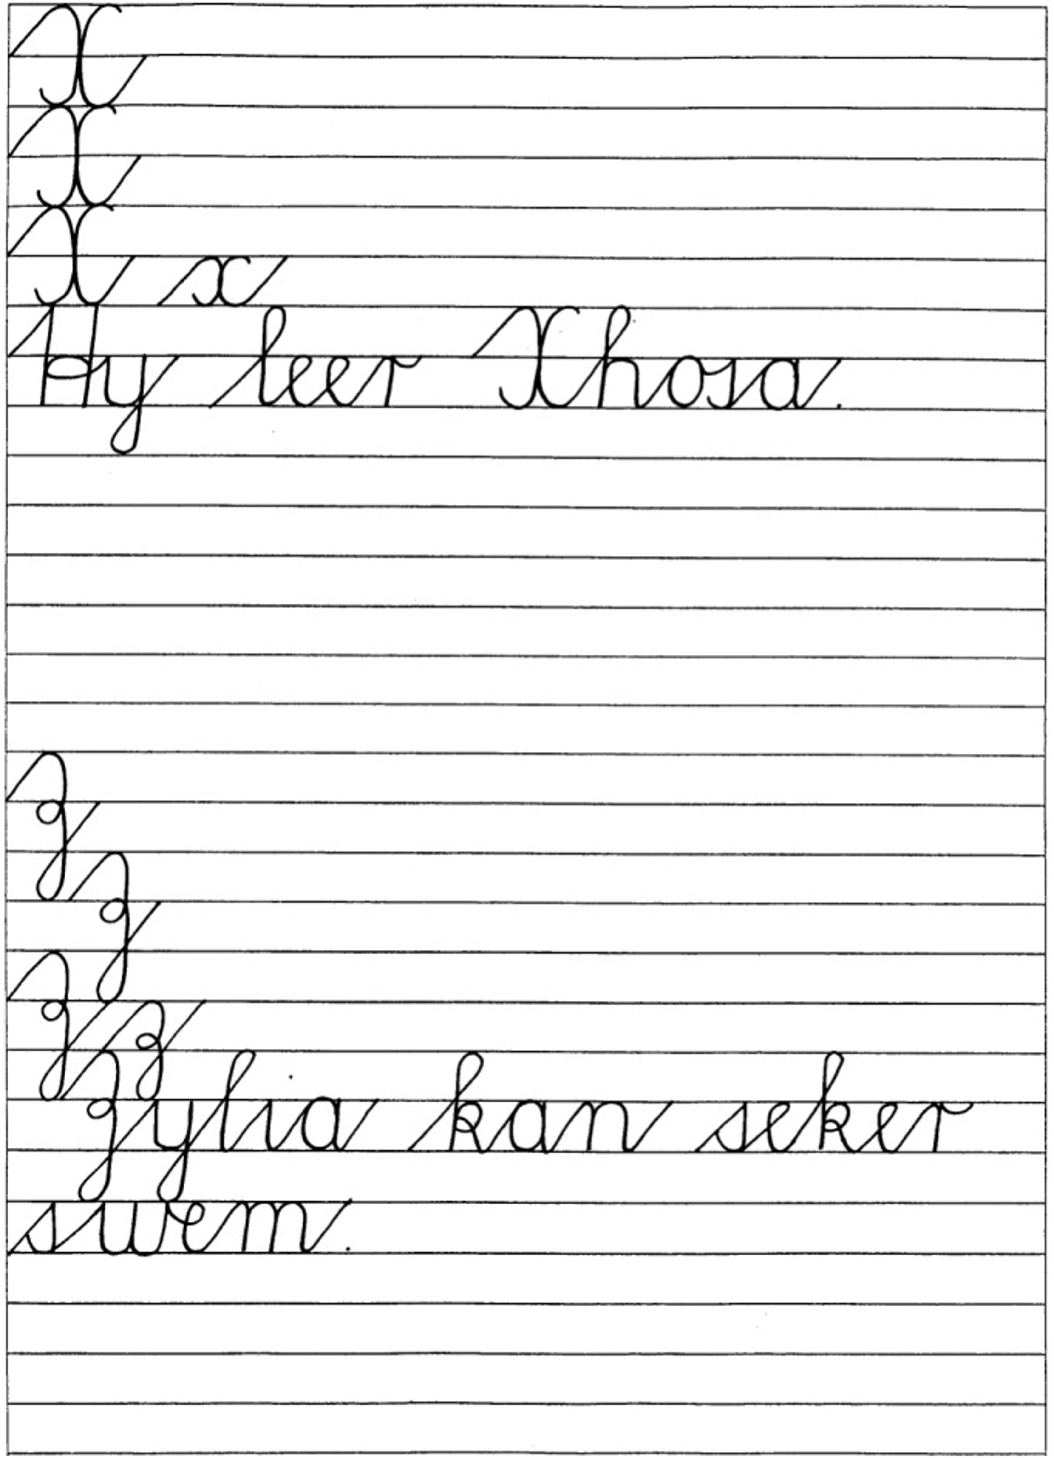 X
X
X x
Hy leer Xhosa.
Z
Z
Z z
Zylia kan seker
swem.